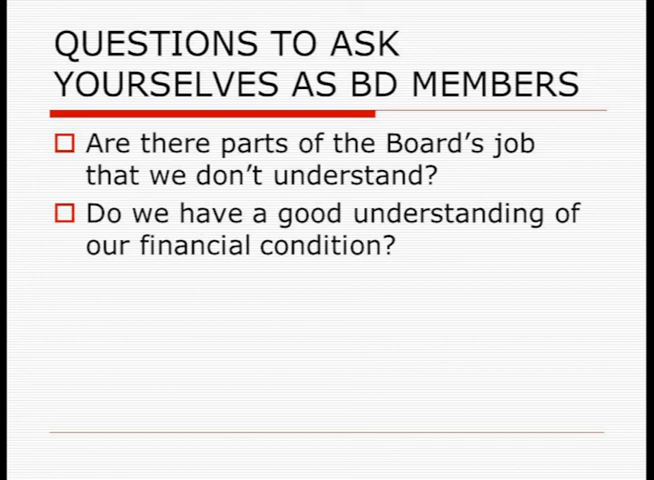 QUESTIONS TO ASK
YOURSELVES AS BD MEMBERS
Are there parts of the Board's job
that we don't understand?
Do we have a good understanding of
our financial condition?